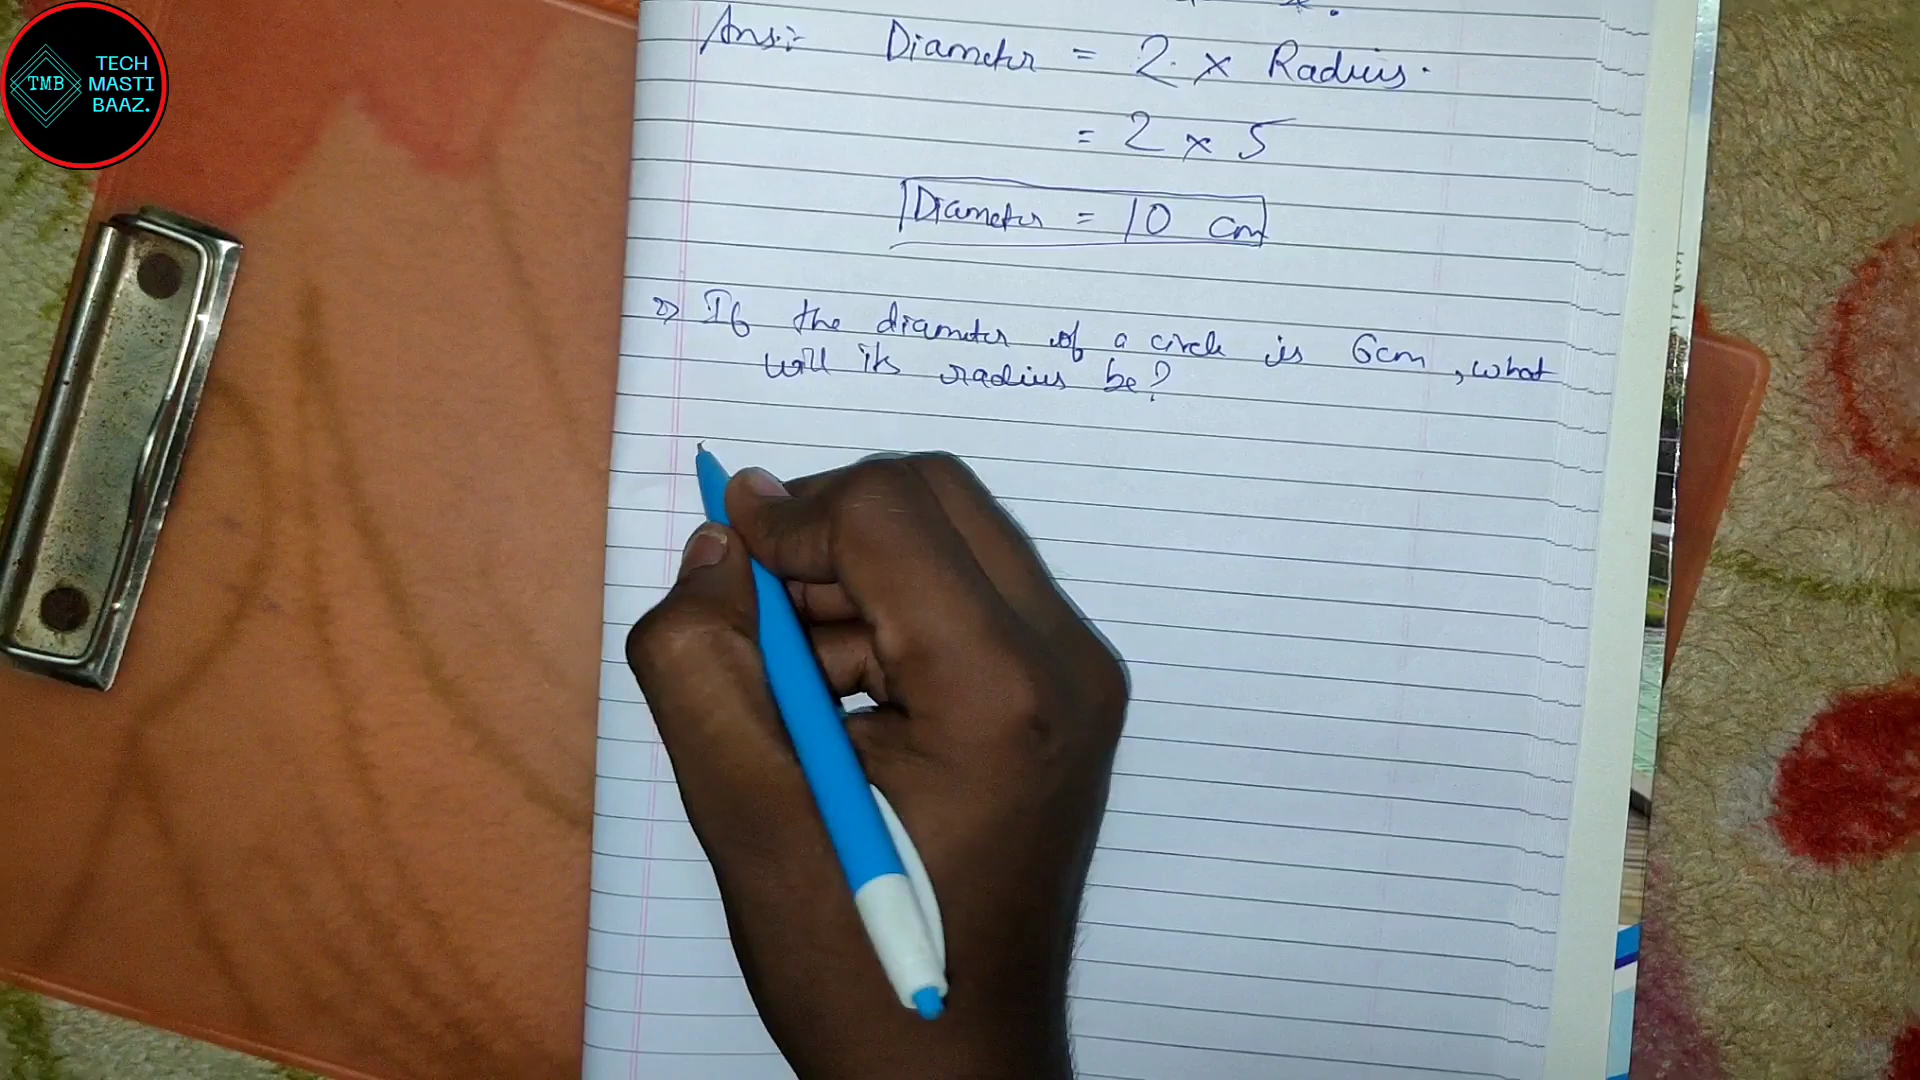 TMB
TECH
MASTI
BAAZ.
Ans:- Diameter = 2 x Radius.
= 2 x 5
Diameter = 10 cm
2) If the diameter of a circle is 6cm, what
will its radius be?